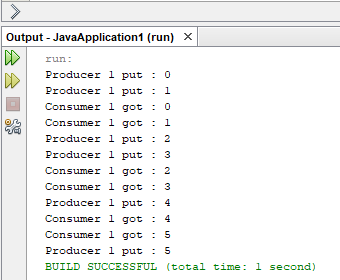 Output - JavaApplication1 (run)
run:
Producer 1 put : 0
Producer 1 put : 1
Consumer 1 got : 0
Consumer 1 got : 1
Producer 1 put : 2
Producer 1 put : 3
Consumer 1 got : 2
Consumer 1 got : 3
Producer 1 put : 4
Consumer 1 got : 4
Consumer 1 got : 5
Producer 1 put : 5
BUILD SUCCESSFUL (total time: 1 second)